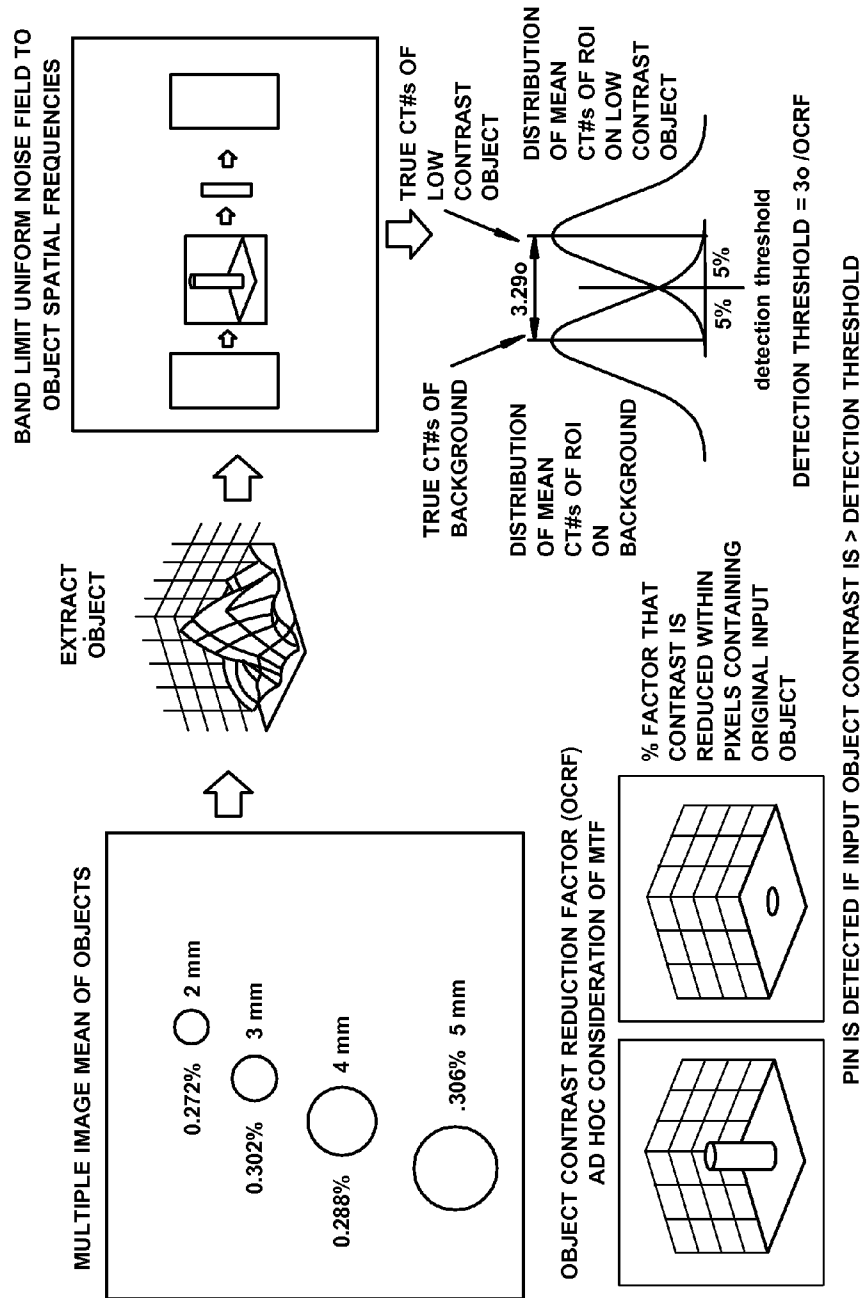 MULTIPLE IMAGE MEAN OF OBJECTS
0.272%
2 mm
0.302%
3 mm
0.288%
4 mm
.306% 5 mm
EXTRACT
OBJECT
BAND LIMIT UNIFORM NOISE FIELD TO
OBJECT SPATIAL FREQUENCIES
OBJECT CONTRAST REDUCTION FACTOR (OCRF)
AD HOC CONSIDERATION OF MTF
% FACTOR THAT
CONTRAST IS
REDUCED WITHIN
PIXELS CONTAINING
ORIGINAL INPUT
OBJECT
TRUE CT#s OF
BACKGROUND
TRUE CT#s OF
LOW
CONTRAST
OBJECT
DISTRIBUTION
OF MEAN
CT#s OF ROI
ON
BACKGROUND
3.29o
DISTRIBUTION
OF MEAN
CT#s OF ROI
ON LOW
CONTRAST
OBJECT
5% 5%
detection threshold
DETECTION THRESHOLD = 3o /OCRF
PIN IS DETECTED IF INPUT OBJECT CONTRAST IS > DETECTION THRESHOLD